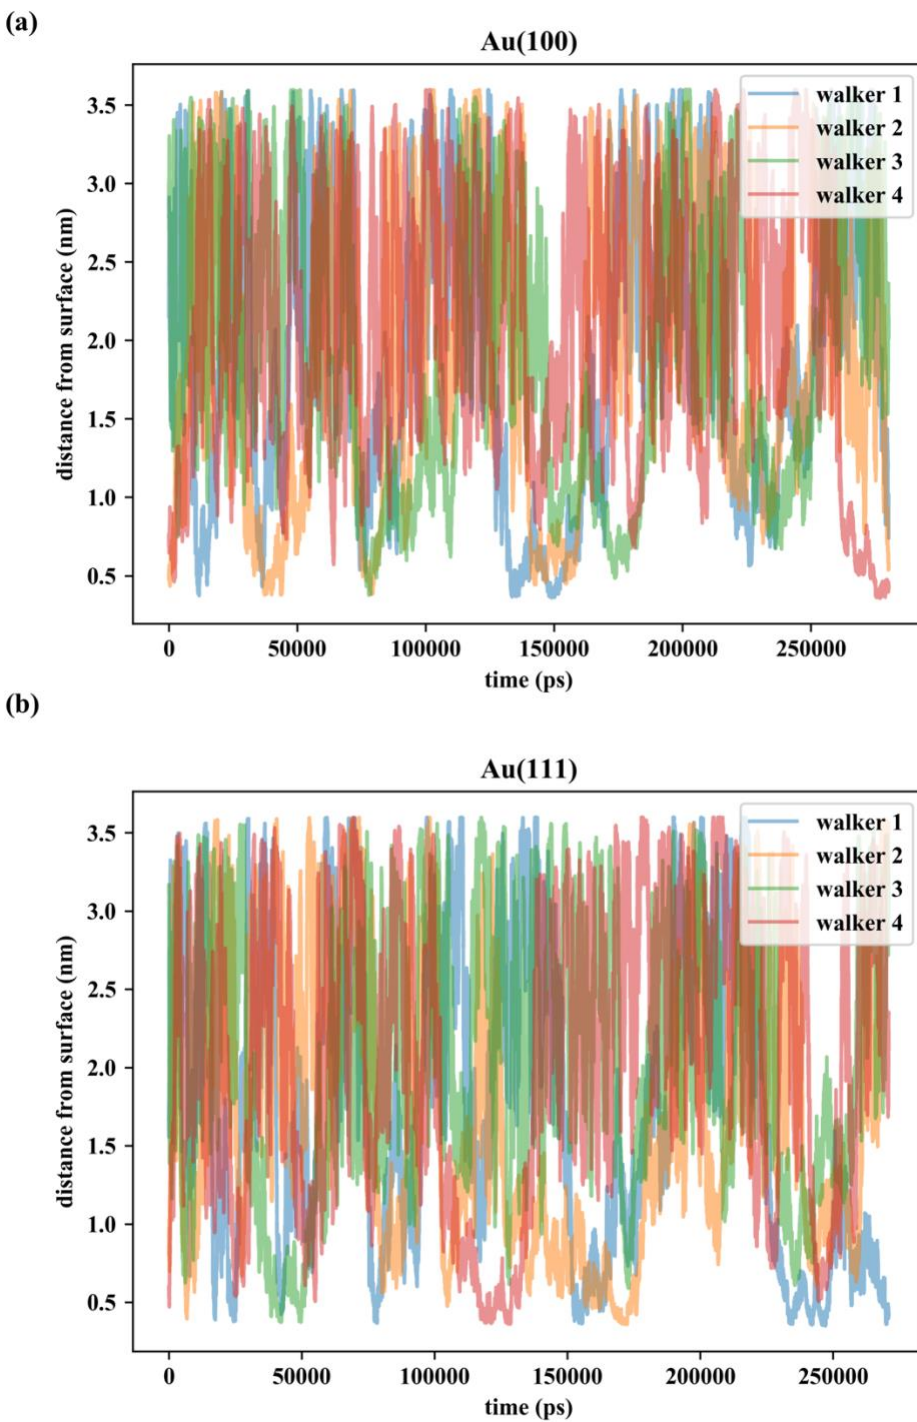 (a)
Au(100)
3.5
3.0
2.5
2.0
1.5
1.0
0.5
distance from surface (nm)
walker 1
walker 2
walker 3
walker 4
0 50000 100000 150000 200000 250000
time (ps)
(b)
Au(111)
3.5
3.0
2.5
2.0
1.5
1.0
0.5
distance from surface (nm)
walker 1
walker 2
walker 3
walker 4
0 50000 100000 150000 200000 250000
time (ps)